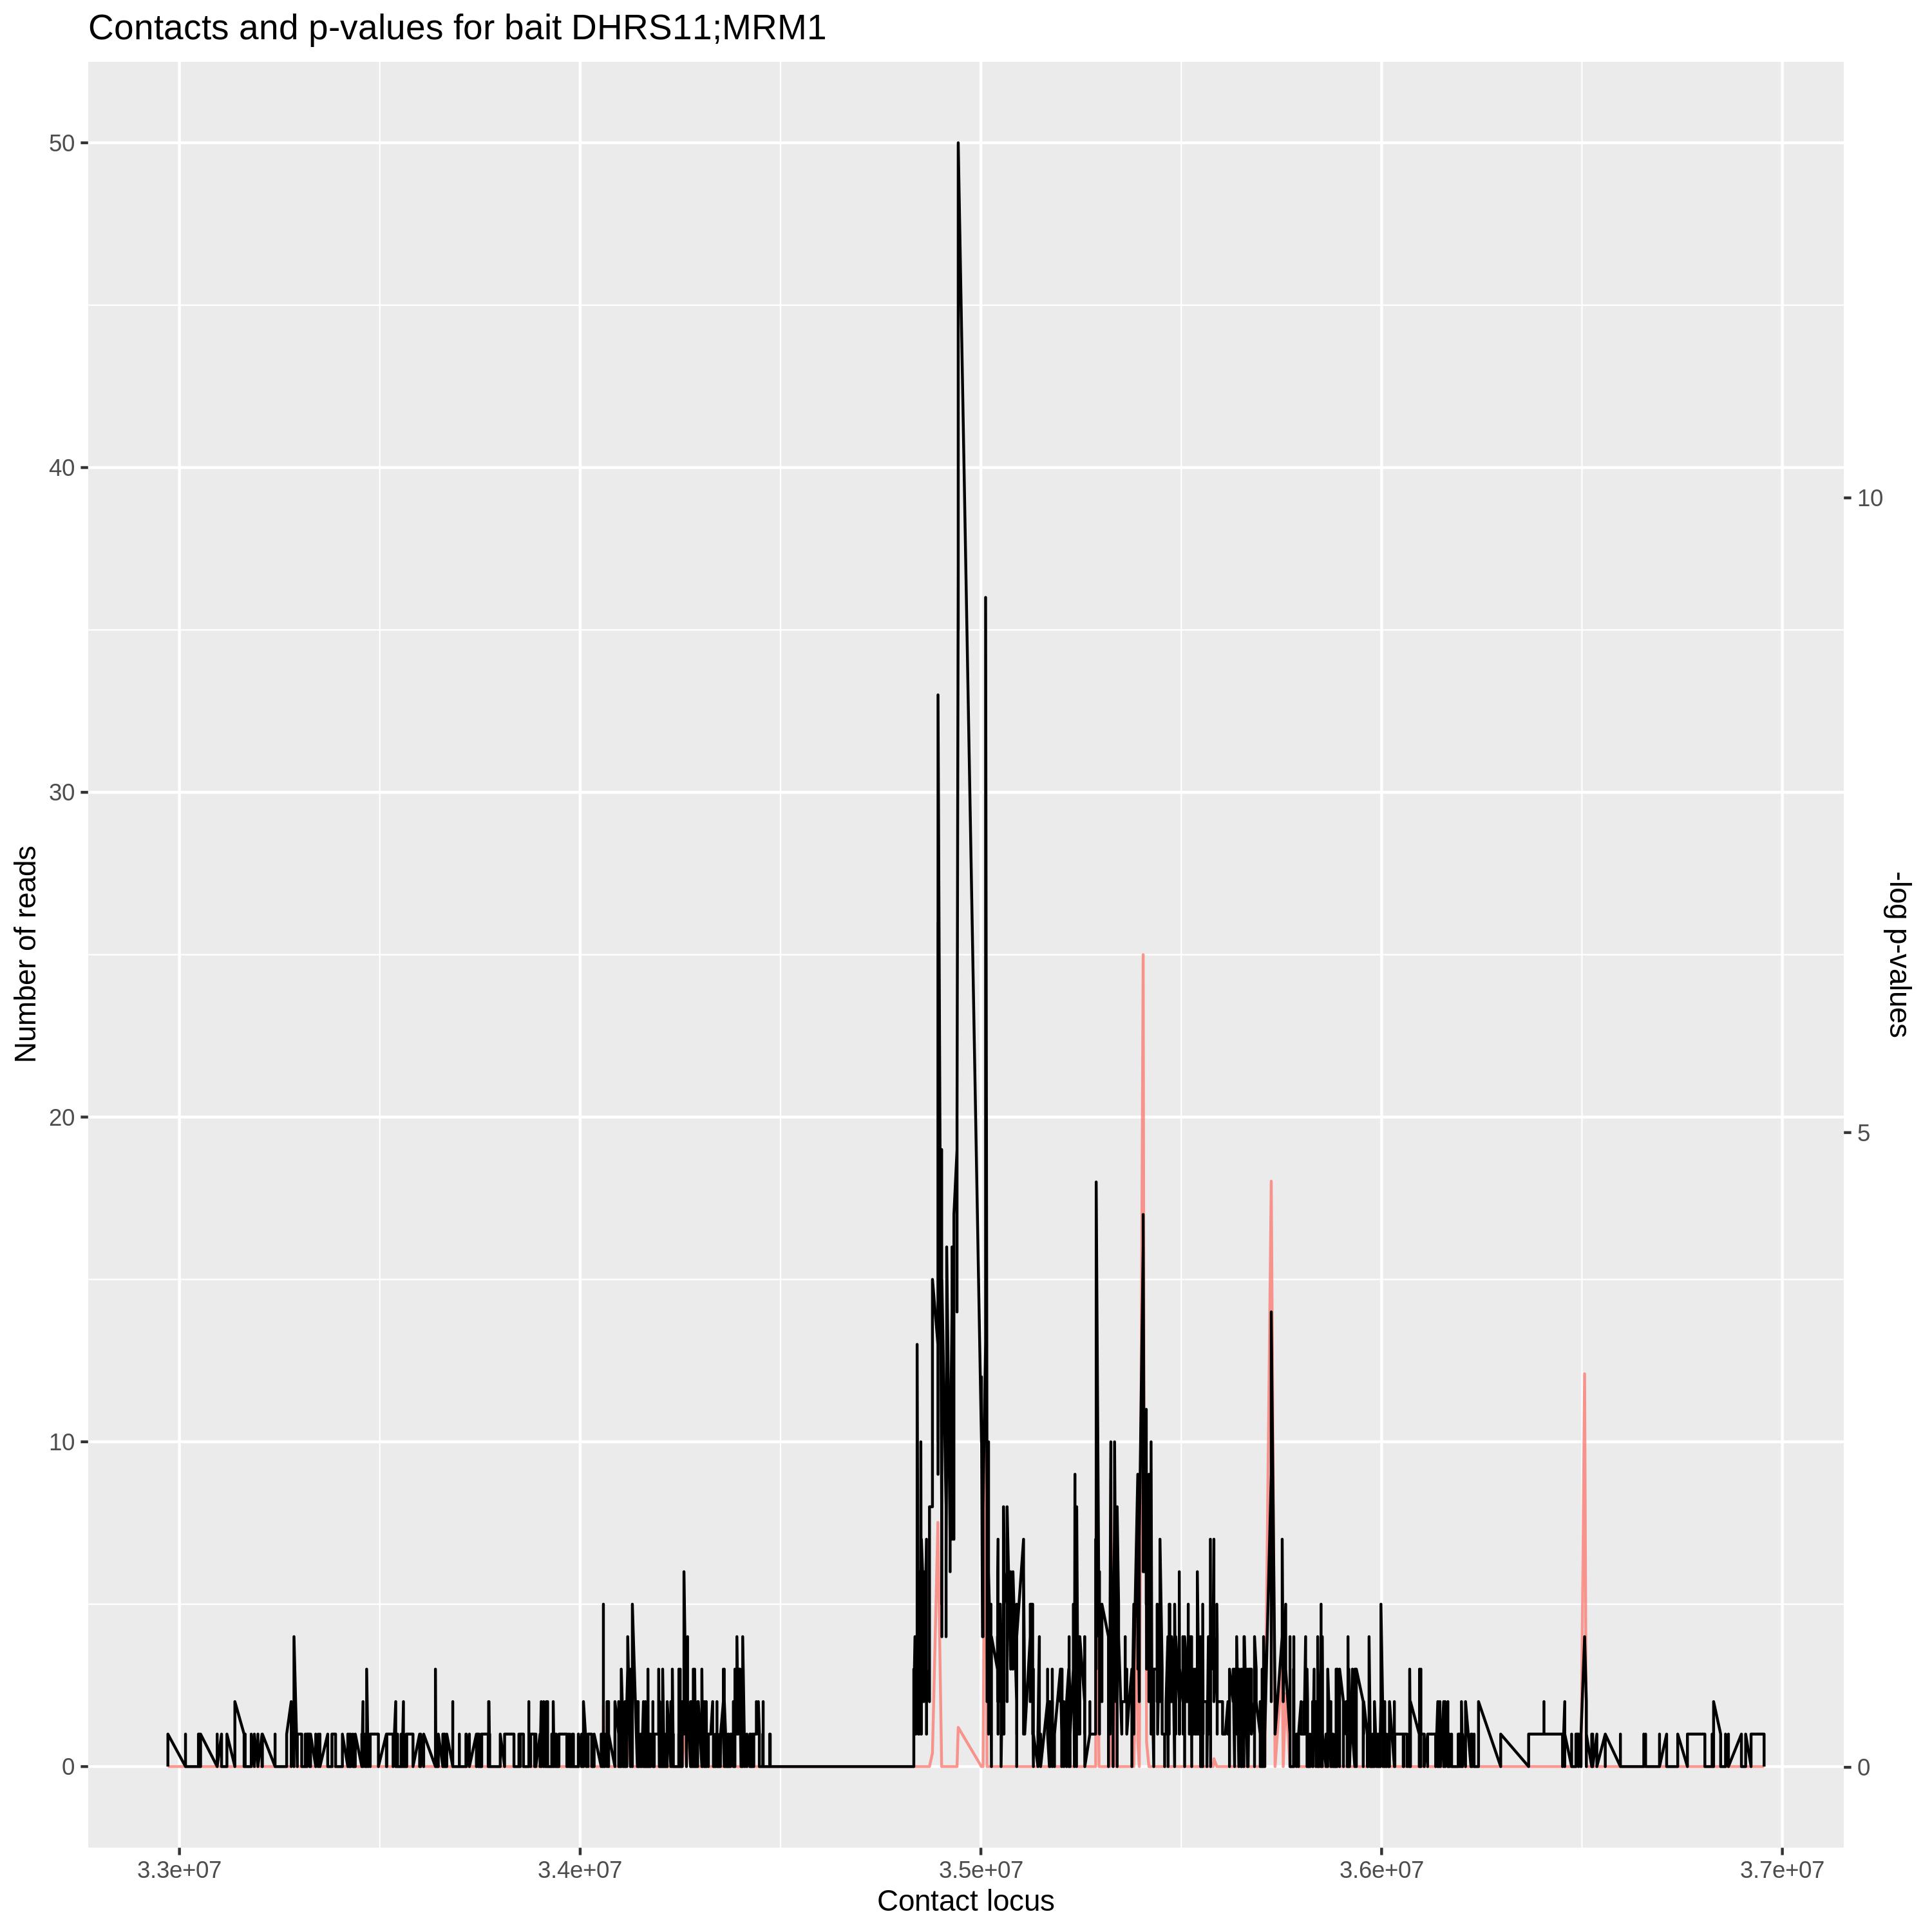 Contacts and p-values for bait DHRS11;MRM1
50
40
30
20
10
0
Number of reads
10
5
0
-log p-values
3.3e+07
3.4e+07
3.5e+07
3.6e+07
3.7e+07
Contact locus